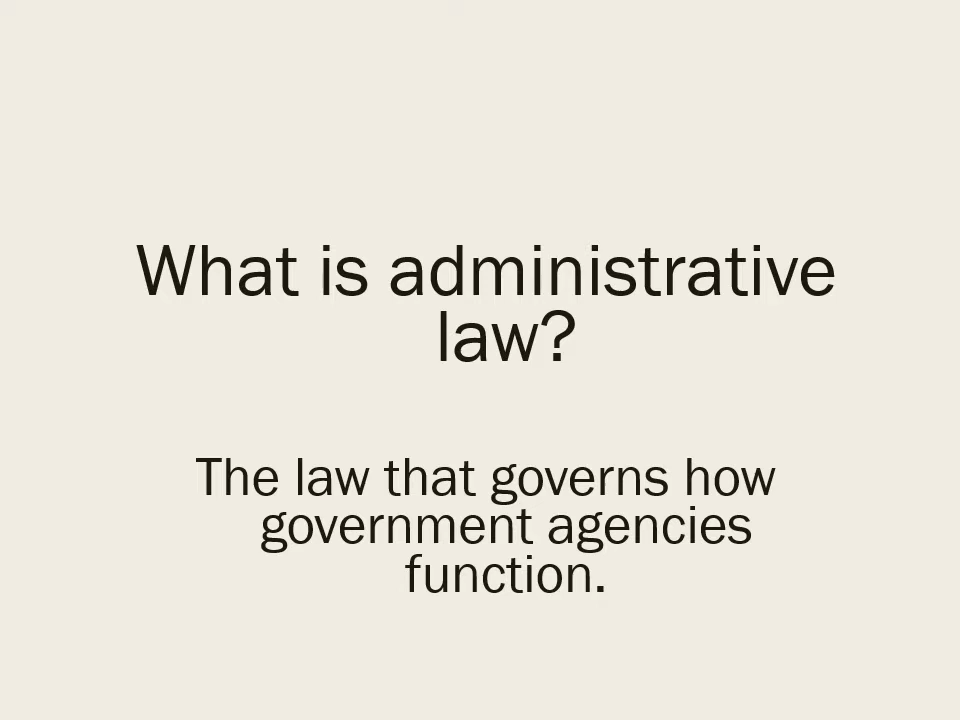 What is administrative
law?
The law that governs how
government agencies
function.